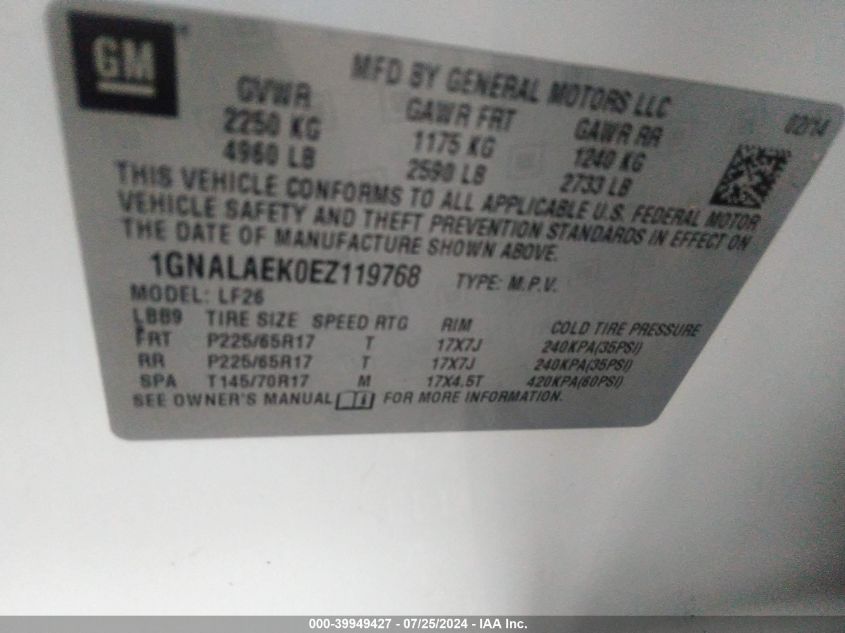 GM
MFD BY GENERAL MOTORS LLC
02/14
GVWR GAWR FRT GAWR RR
2250 KG 1175 KG 1240 KG
4960 LB 2590 LB 2733 LB
THIS VEHICLE CONFORMS TO ALL APPLICABLE U.S. FEDERAL MOTOR
VEHICLE SAFETY AND THEFT PREVENTION STANDARDS IN EFFECT ON
THE DATE OF MANUFACTURE SHOWN ABOVE.
1GNALAEK0EZ119768 TYPE: M.P.V.
MODEL: LF26
LBB9 TIRE SIZE SPEED RTG RIM COLD TIRE PRESSURE
FRT P225/65R17 T 17X7J 240KPA(35PSI)
RR P225/65R17 T 17X7J 240KPA(35PSI)
SPA T145/70R17 M 17X4.5T 420KPA(60PSI)
SEE OWNER'S MANUAL FOR MORE INFORMATION.
000-39949427 - 07/25/2024 - IAA Inc.